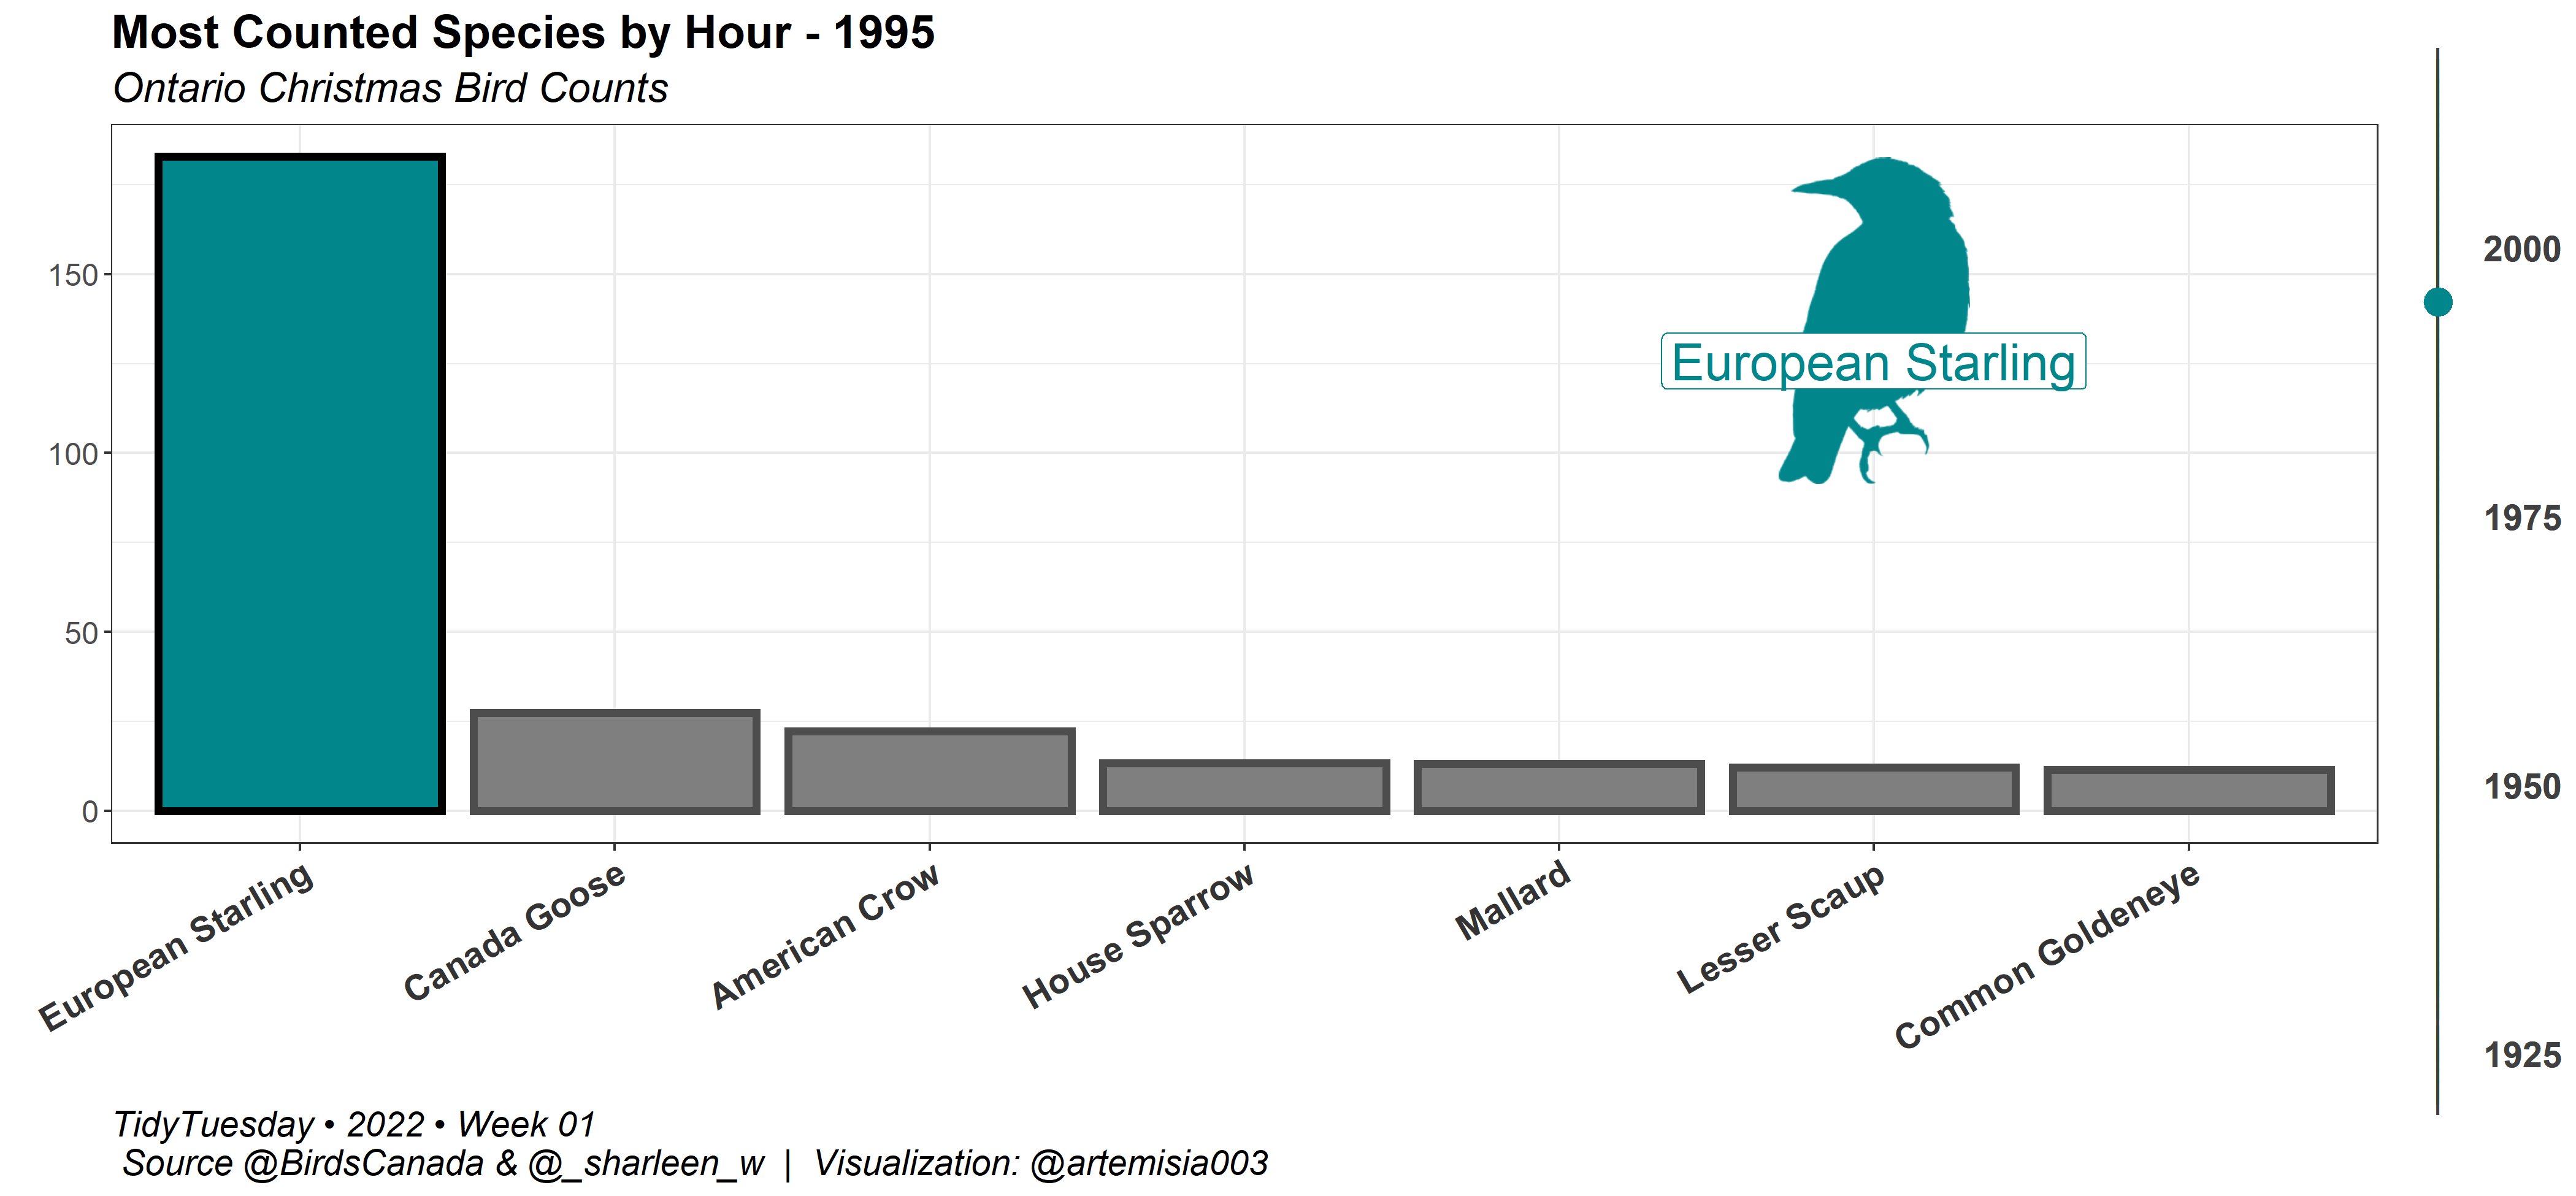 Most Counted Species by Hour - 1995
Ontario Christmas Bird Counts
150
100
50
0
European Starling
2000
1975
1950
1925
European Starling
Canada Goose
American Crow
House Sparrow
Mallard
Lesser Scaup
Common Goldeneye
TidyTuesday • 2022 • Week 01
Source @BirdsCanada & @_sharleen_w | Visualization: @artemisia003